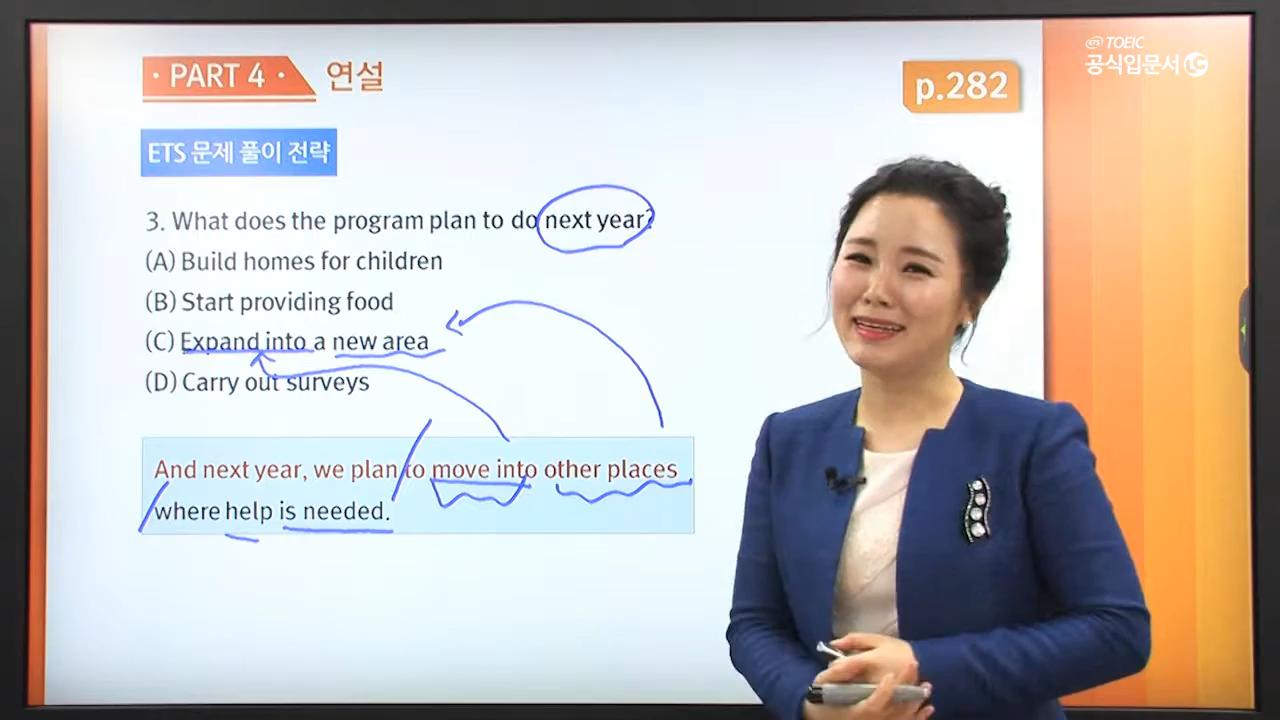 PART 4 · 연설
p.282
ETS TOEIC
공식입문서 LC
ETS 문제 풀이 전략
3. What does the program plan to do next year?
(A) Build homes for children
(B) Start providing food
(C) Expand into a new area
(D) Carry out surveys
And next year, we plan to move into other places
where help is needed.